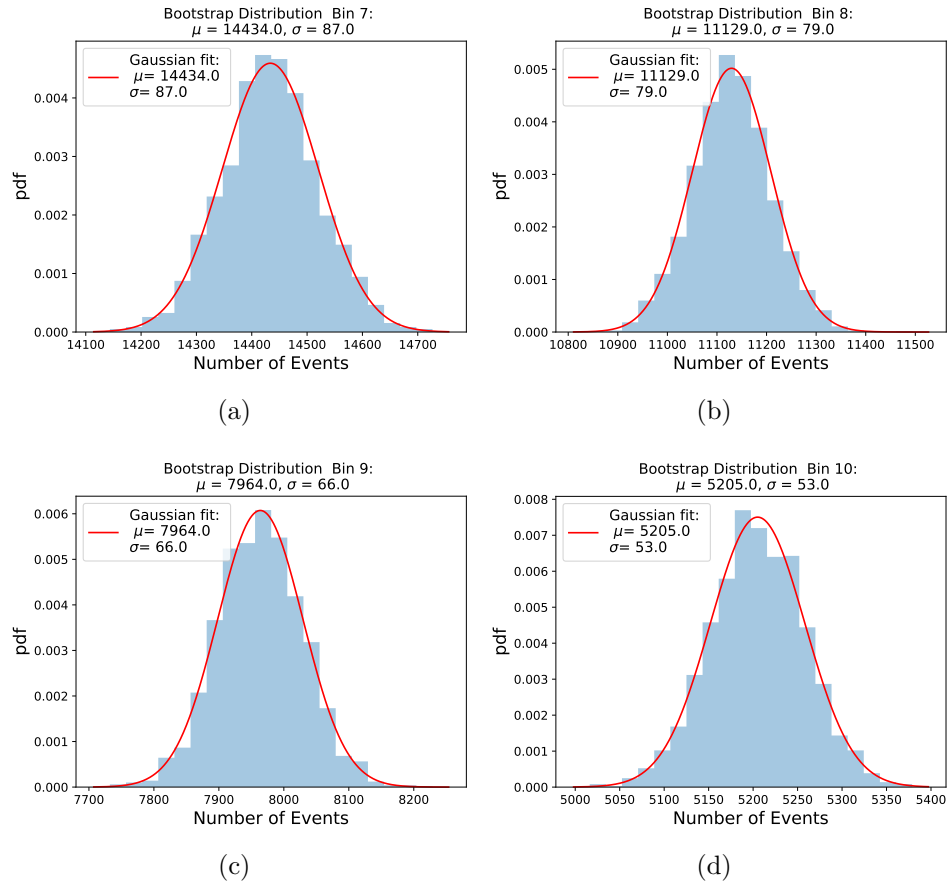 Bootstrap Distribution  Bin 7:
μ = 14434.0, σ = 87.0
Gaussian fit:
μ= 14434.0
σ= 87.0
pdf
0.004
0.003
0.002
0.001
0.000
14100 14200 14300 14400 14500 14600 14700
Number of Events
(a)
Bootstrap Distribution  Bin 8:
μ = 11129.0, σ = 79.0
Gaussian fit:
μ= 11129.0
σ= 79.0
pdf
0.005
0.004
0.003
0.002
0.001
0.000
10800 10900 11000 11100 11200 11300 11400 11500
Number of Events
(b)
Bootstrap Distribution  Bin 9:
μ = 7964.0, σ = 66.0
Gaussian fit:
μ= 7964.0
σ= 66.0
pdf
0.006
0.005
0.004
0.003
0.002
0.001
0.000
7700 7800 7900 8000 8100 8200
Number of Events
(c)
Bootstrap Distribution  Bin 10:
μ = 5205.0, σ = 53.0
Gaussian fit:
μ= 5205.0
σ= 53.0
pdf
0.008
0.007
0.006
0.005
0.004
0.003
0.002
0.001
0.000
5000 5050 5100 5150 5200 5250 5300 5350 5400
Number of Events
(d)